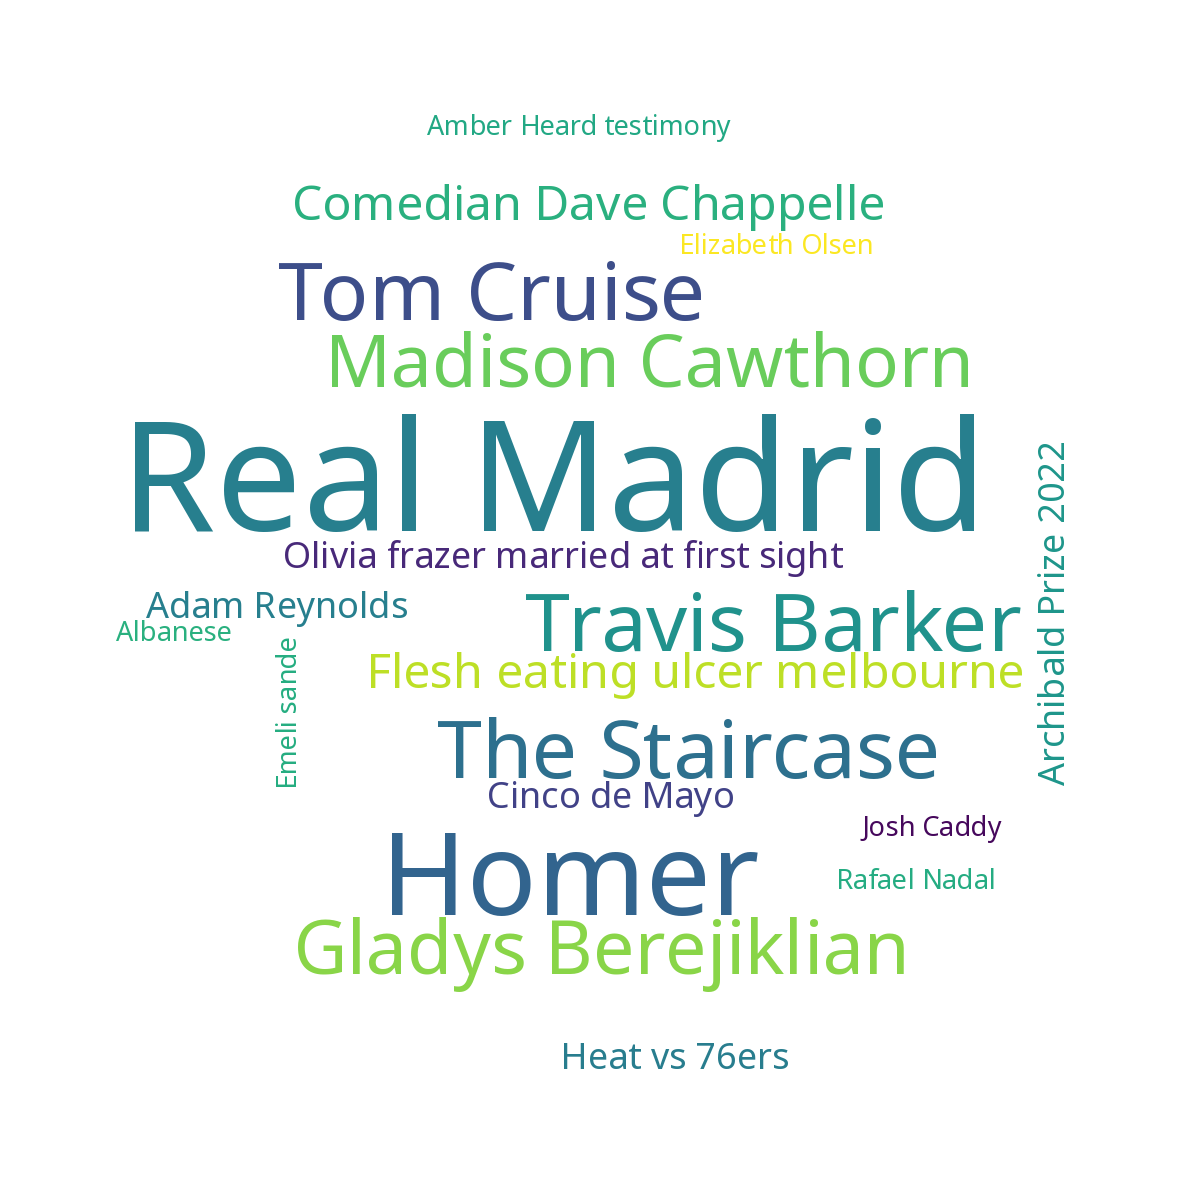 Amber Heard testimony
Comedian Dave Chappelle
Elizabeth Olsen
Tom Cruise
Madison Cawthorn
Real Madrid
Olivia frazer married at first sight
Adam Reynolds
Travis Barker
Albanese
Archibald Prize 2022
Flesh eating ulcer melbourne
Emeli sande
The Staircase
Cinco de Mayo
Josh Caddy
Homer
Rafael Nadal
Gladys Berejiklian
Heat vs 76ers